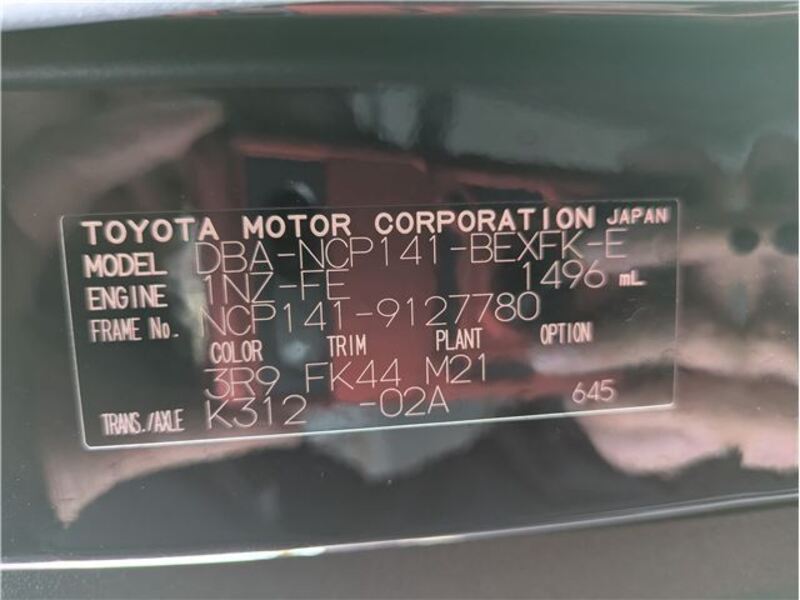 TOYOTA MOTOR CORPORATION JAPAN
MODEL DBA-NCP141-BEXFK-E
ENGINE 1NZ-FE 1496 mL
FRAME No. NCP141-9127780
COLOR TRIM PLANT OPTION
3R9 FK44 M21
TRANS./AXLE K312 -02A 645